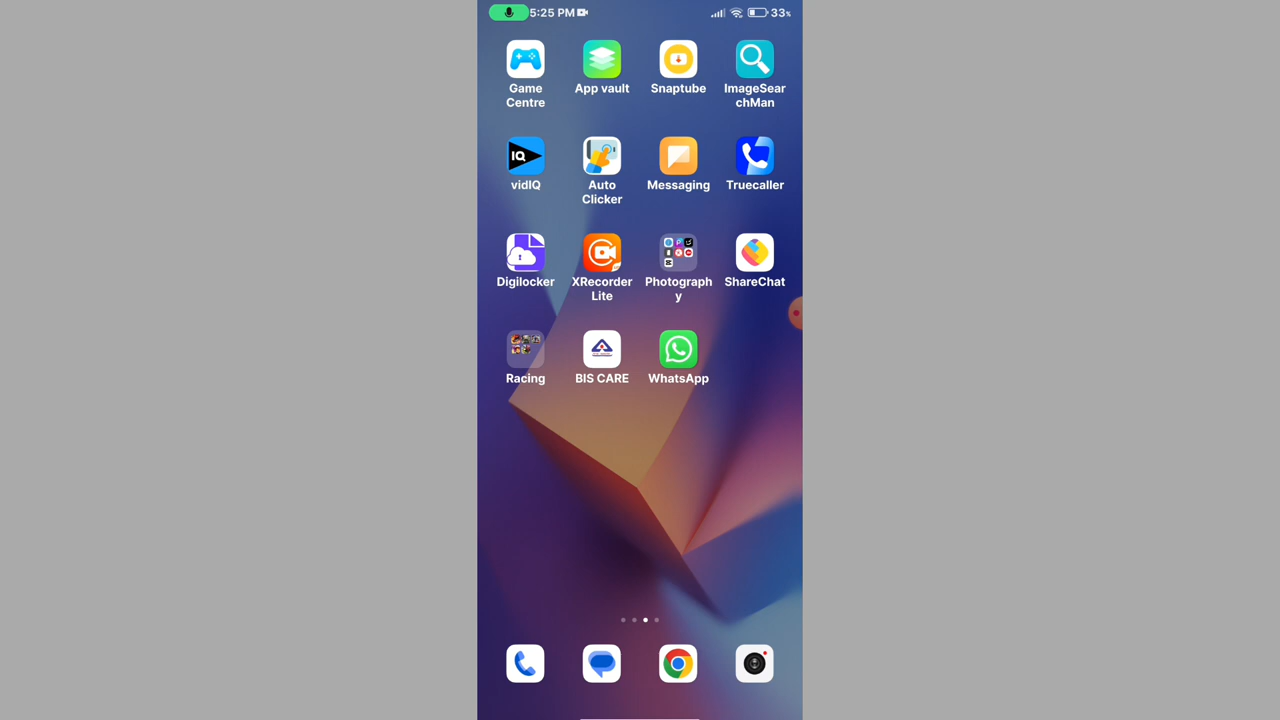 5:25 PM 33%
Game
Centre
App vault
Snaptube
ImageSear
chMan
IQ
vidIQ
Auto
Clicker
Messaging
Truecaller
Digilocker
XRecorder
Lite
Photograph
y
ShareChat
Racing
BIS CARE
WhatsApp